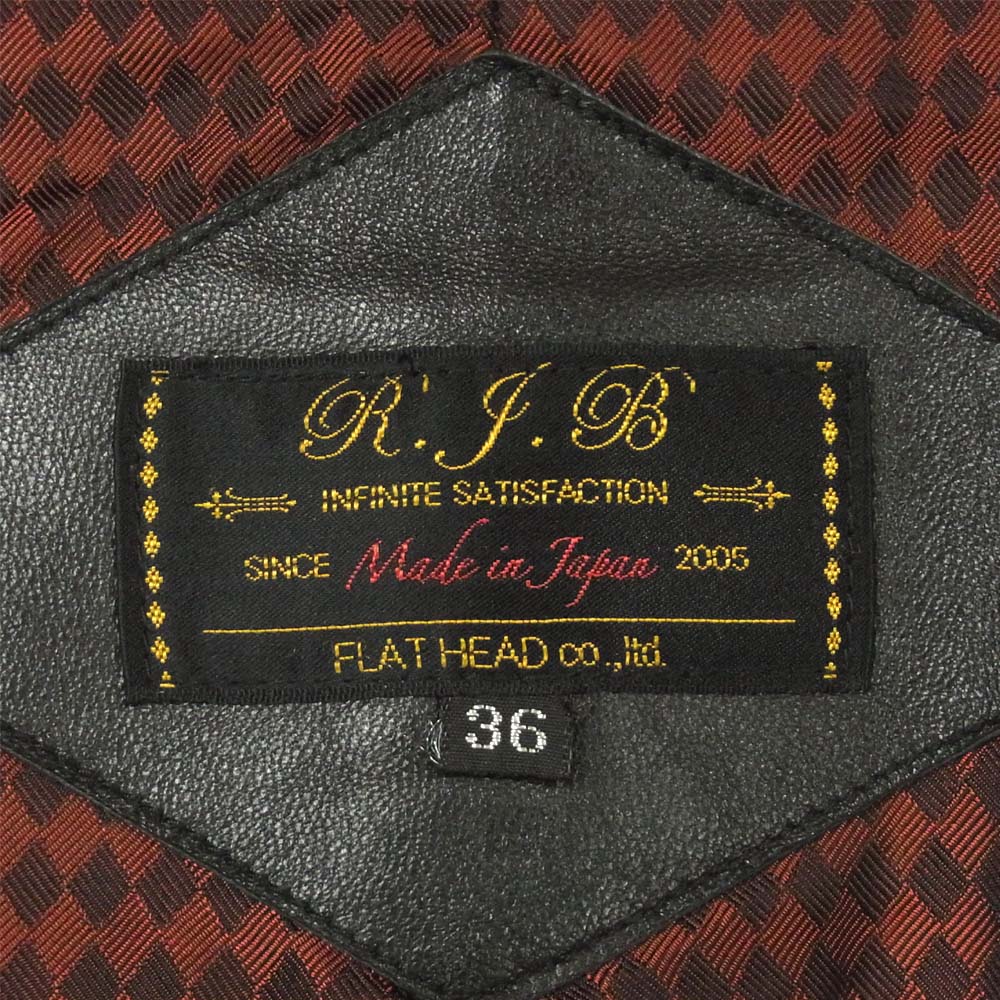 R.J.B
INFINITE SATISFACTION
SINCE Made in Japan 2005
FLAT HEAD co.,ltd.
36